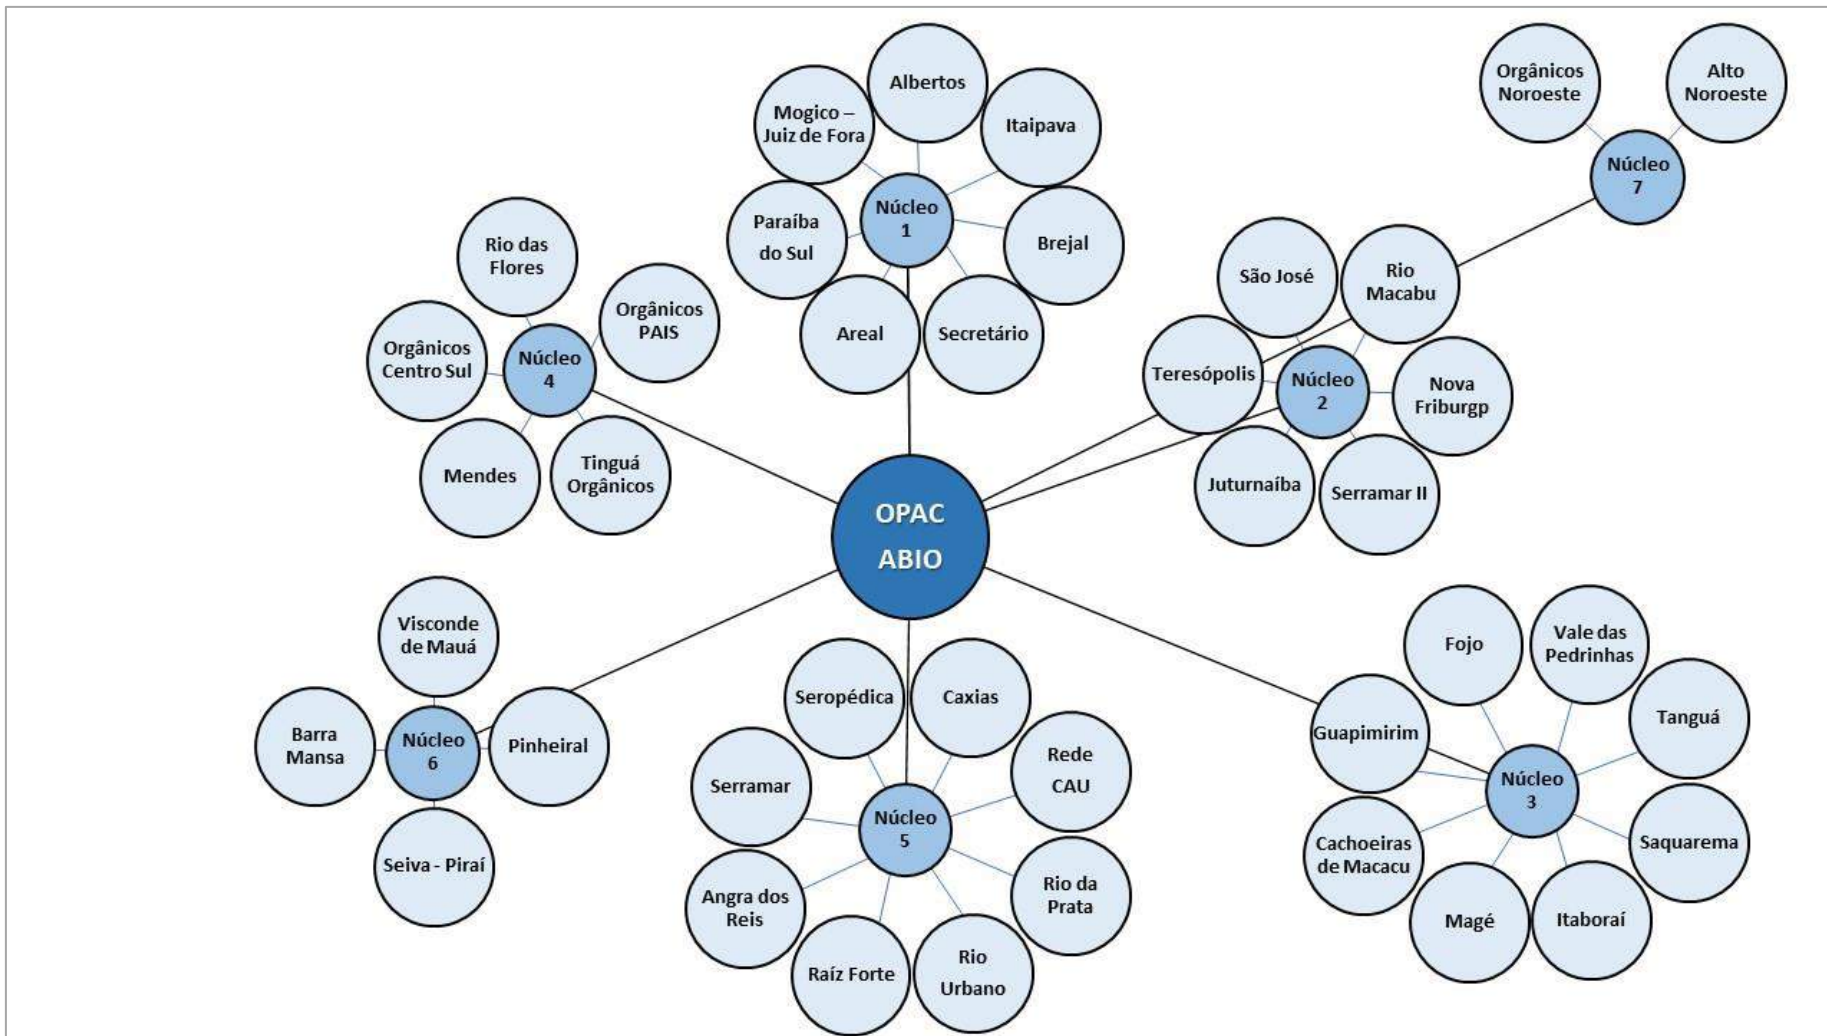 Albertos
Mogico –
Juiz de Fora
Itaipava
Paraíba
do Sul
Núcleo
1
Brejal
Areal
Secretário
Orgânicos
Noroeste
Alto
Noroeste
Núcleo
7
Rio das
Flores
Orgânicos
PAIS
Orgânicos
Centro Sul
Núcleo
4
Mendes
Tinguá
Orgânicos
São José
Rio
Macabu
Teresópolis
Núcleo
2
Nova
Friburgp
Juturnaíba
Serramar II
OPAC
ABIO
Visconde
de Mauá
Barra
Mansa
Núcleo
6
Pinheiral
Seiva - Piraí
Seropédica
Caxias
Serramar
Rede
CAU
Núcleo
5
Angra dos
Reis
Rio da
Prata
Raíz Forte
Rio
Urbano
Fojo
Vale das
Pedrinhas
Guapimirim
Tanguá
Núcleo
3
Cachoeiras
de Macacu
Saquarema
Magé
Itaboraí